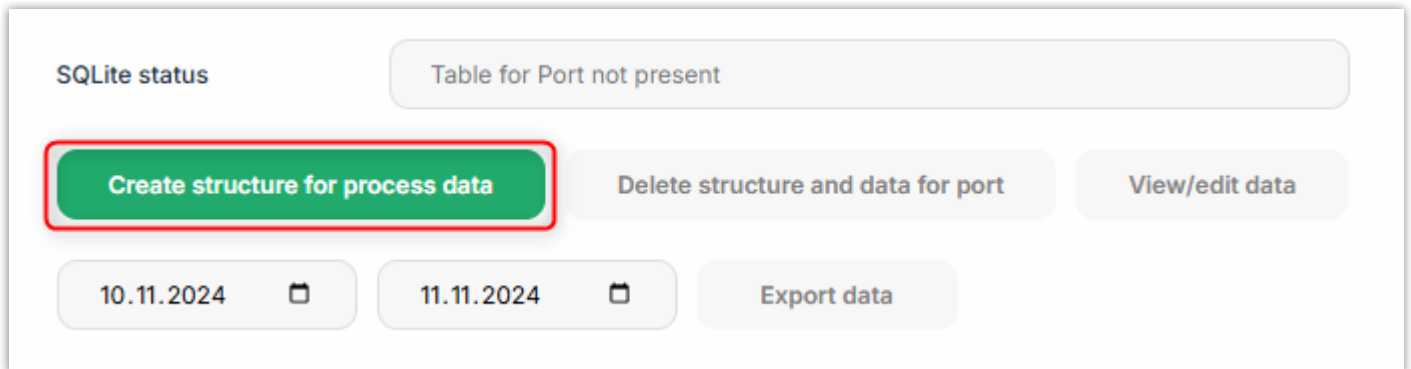 SQLite status Table for Port not present
Create structure for process data Delete structure and data for port View/edit data
10.11.2024 11.11.2024 Export data